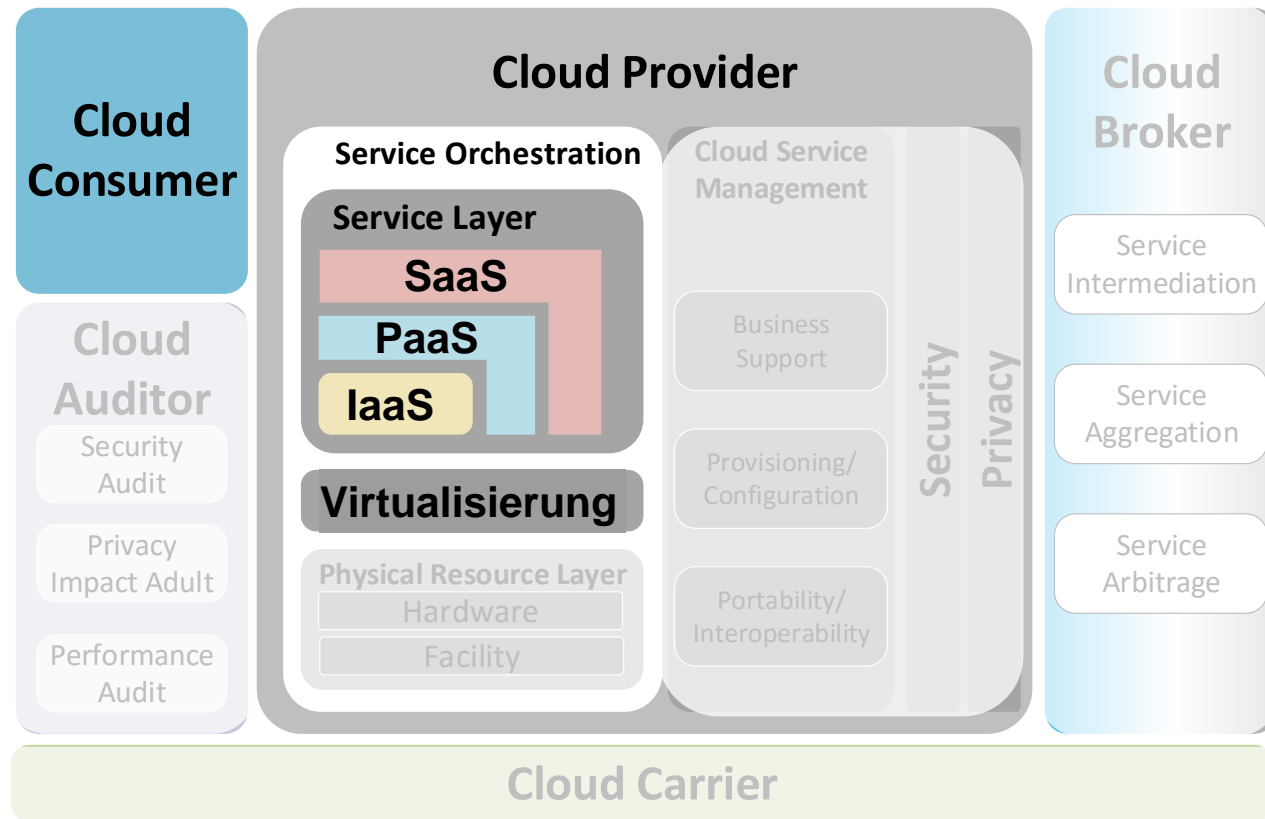 Cloud
Consumer
Cloud
Auditor
Security
Audit
Privacy
Impact Adult
Performance
Audit
Cloud Provider
Service Orchestration
Service Layer
SaaS
PaaS
IaaS
Virtualisierung
Physical Resource Layer
Hardware
Facility
Cloud Service
Management
Business
Support
Provisioning/
Configuration
Portability/
Interoperability
Security
Privacy
Cloud
Broker
Service
Intermediation
Service
Aggregation
Service
Arbitrage
Cloud Carrier